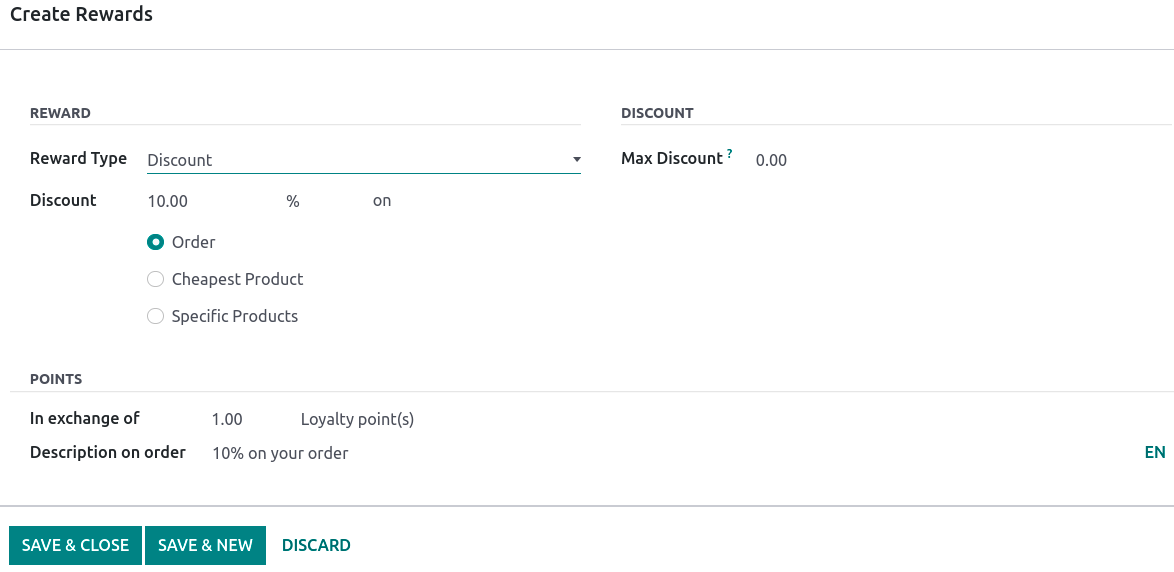 Create Rewards
REWARD
Reward Type Discount
Discount 10.00 % on
Order
Cheapest Product
Specific Products
DISCOUNT
Max Discount ? 0.00
POINTS
In exchange of 1.00 Loyalty point(s)
Description on order 10% on your order EN
SAVE & CLOSE SAVE & NEW DISCARD